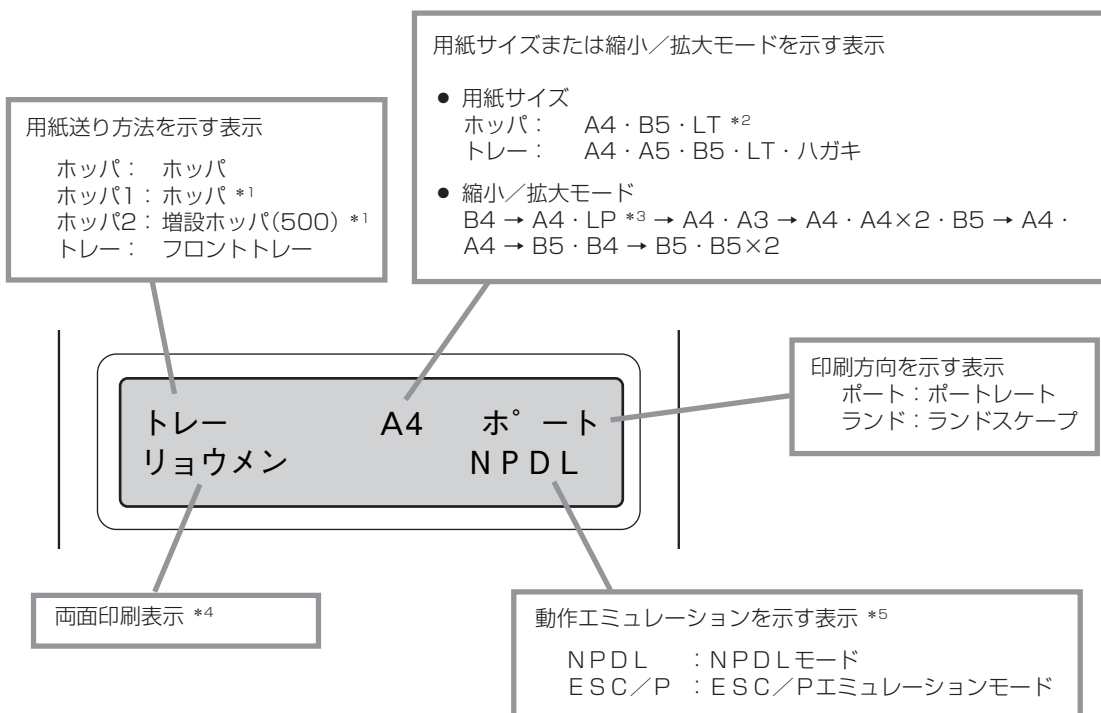 用紙サイズまたは縮小／拡大モードを示す表示
● 用紙サイズ
ホッパ： A4・B5・LT *2
トレー： A4・A5・B5・LT・ハガキ
● 縮小／拡大モード
B4 → A4・LP *3 → A4・A3 → A4・A4×2・B5 → A4・
A4 → B5・B4 → B5・B5×2
用紙送り方法を示す表示
ホッパ： ホッパ
ホッパ1：ホッパ *1
ホッパ2：増設ホッパ(500) *1
トレー： フロントトレー
印刷方向を示す表示
ポート：ポートレート
ランド：ランドスケープ
トレー A4 ホ゜ート
リョウメン NPDL
両面印刷表示 *4
動作エミュレーションを示す表示 *5
NPDL ：NPDLモード
ESC／P ：ESC／Pエミュレーションモード